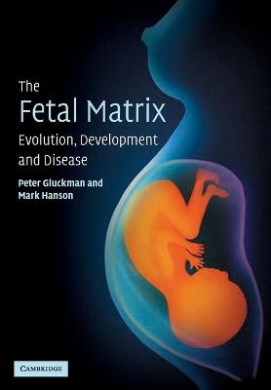 The
Fetal Matrix
Evolution, Development
and Disease
Peter Gluckman and
Mark Hanson
CAMBRIDGE